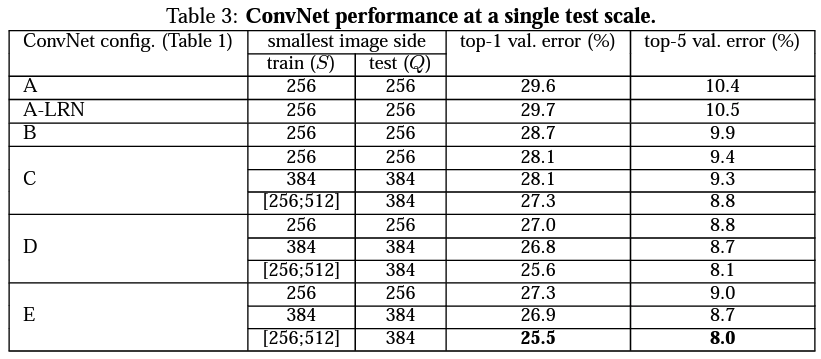 Table 3: ConvNet performance at a single test scale.
ConvNet config. (Table 1) smallest image side top-1 val. error (%) top-5 val. error (%)
train (S) test (Q)
A 256 256 29.6 10.4
A-LRN 256 256 29.7 10.5
B 256 256 28.7 9.9
C 256 256 28.1 9.4
384 384 28.1 9.3
[256;512] 384 27.3 8.8
D 256 256 27.0 8.8
384 384 26.8 8.7
[256;512] 384 25.6 8.1
E 256 256 27.3 9.0
384 384 26.9 8.7
[256;512] 384 25.5 8.0